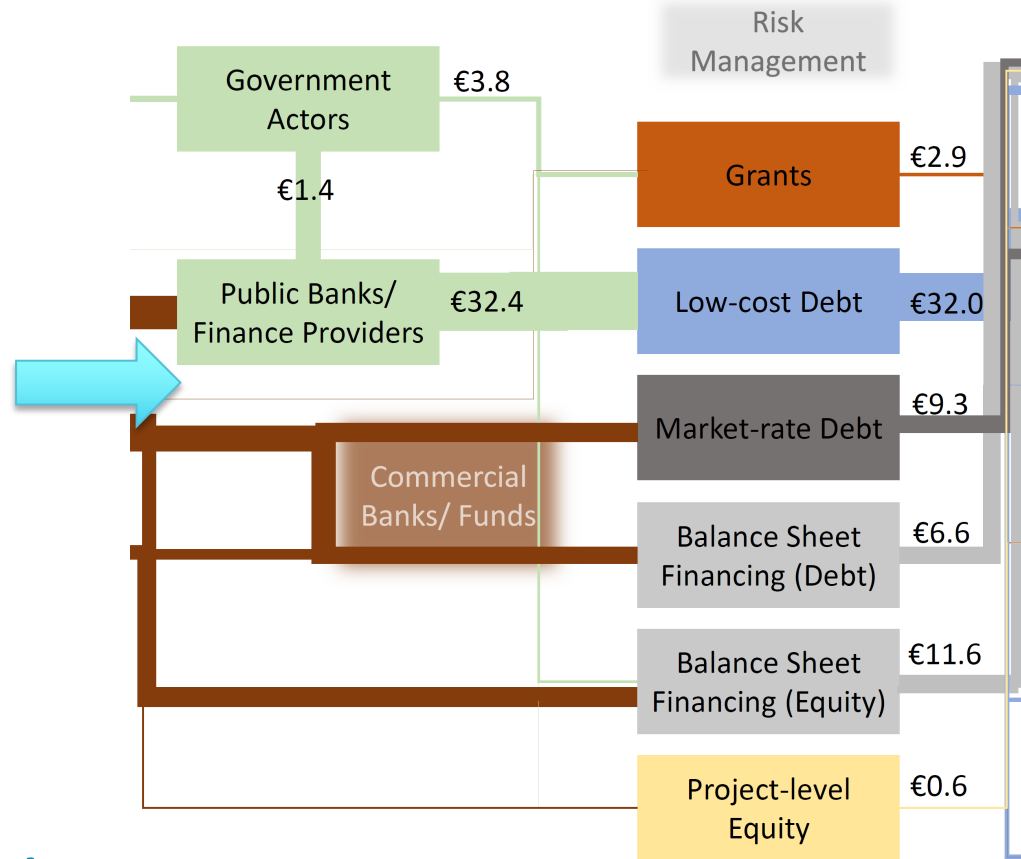 Risk
Management
Government
Actors
€3.8
€1.4
Grants
€2.9
Public Banks/
Finance Providers
€32.4
Low-cost Debt
€32.0
Market-rate Debt
€9.3
Commercial
Banks/ Funds
Balance Sheet
Financing (Debt)
€6.6
Balance Sheet
Financing (Equity)
€11.6
Project-level
Equity
€0.6